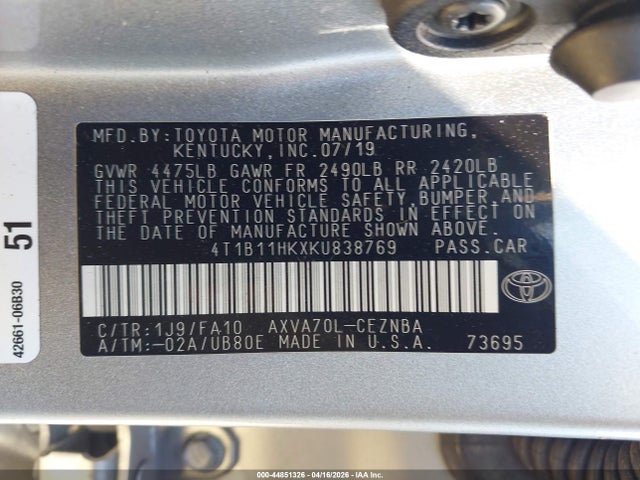 MFD. BY: TOYOTA MOTOR MANUFACTURING,
KENTUCKY, INC. 07/19
GVWR 4475LB GAWR FR 2490LB RR 2420LB
THIS VEHICLE CONFORMS TO ALL APPLICABLE
FEDERAL MOTOR VEHICLE SAFETY, BUMPER, AND
THEFT PREVENTION STANDARDS IN EFFECT ON
THE DATE OF MANUFACTURE SHOWN ABOVE.
4T1B11HKXKU838769 PASS. CAR
C/TR: 1J9/FA10 AXVA70L-CEZNBA
A/TM: -02A/UB80E MADE IN U.S.A. 73695
TOYOTA
51
42661-06B30
000-44851326 - 04/16/2026 - IAA Inc.